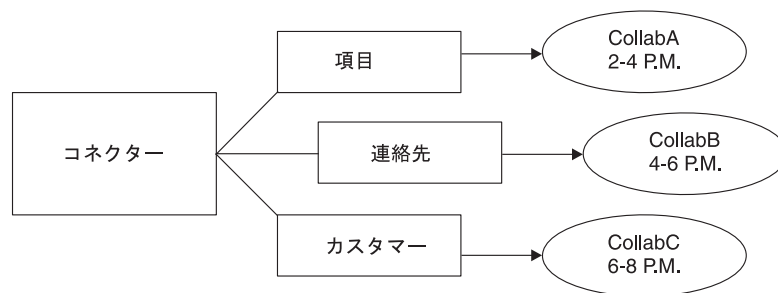 コネクター
項目
CollabA
2-4 P.M.
連絡先
CollabB
4-6 P.M.
カスタマー
CollabC
6-8 P.M.